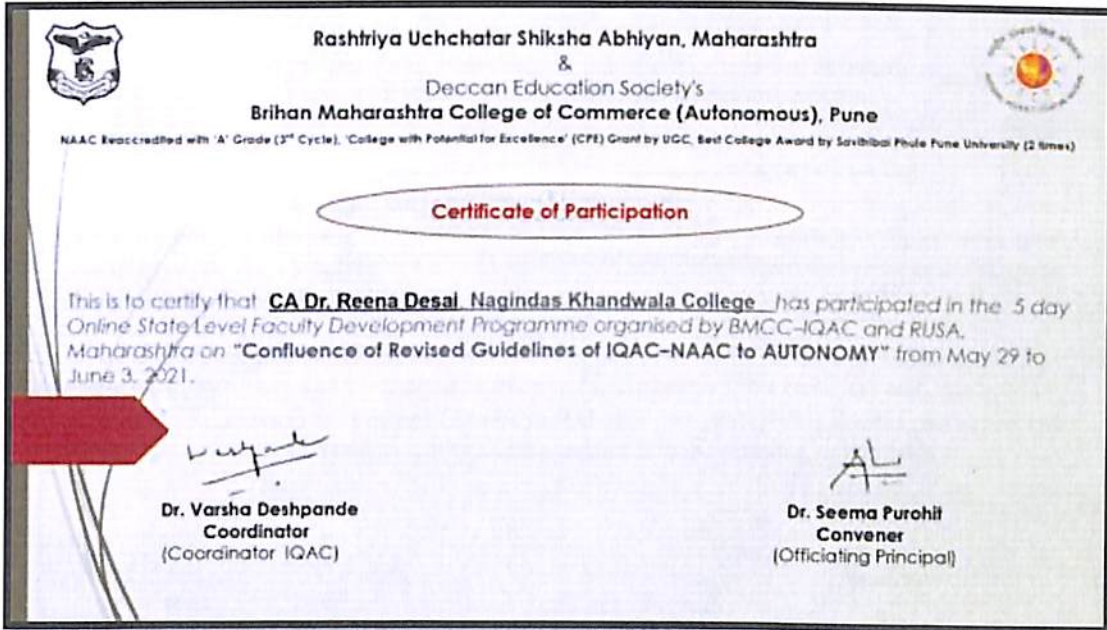 Rashtriya Uchchatar Shiksha Abhiyan, Maharashtra
&
Deccan Education Society's
Brihan Maharashtra College of Commerce (Autonomous), Pune
NAAC Reaccredited with 'A' Grade (3rd Cycle), 'College with Potential for Excellence' (CPE) Grant by UGC, Best College Award by Savitribai Phule Pune University (2 times)
Certificate of Participation
This is to certify that CA Dr. Reena Desai Nagindas Khandwala College has participated in the 5 day
Online State Level Faculty Development Programme organised by BMCC–IQAC and RUSA,
Maharashtra on "Confluence of Revised Guidelines of IQAC–NAAC to AUTONOMY" from May 29 to
June 3, 2021.
Dr. Varsha Deshpande
Coordinator
(Coordinator IQAC)
Dr. Seema Purohit
Convener
(Officiating Principal)